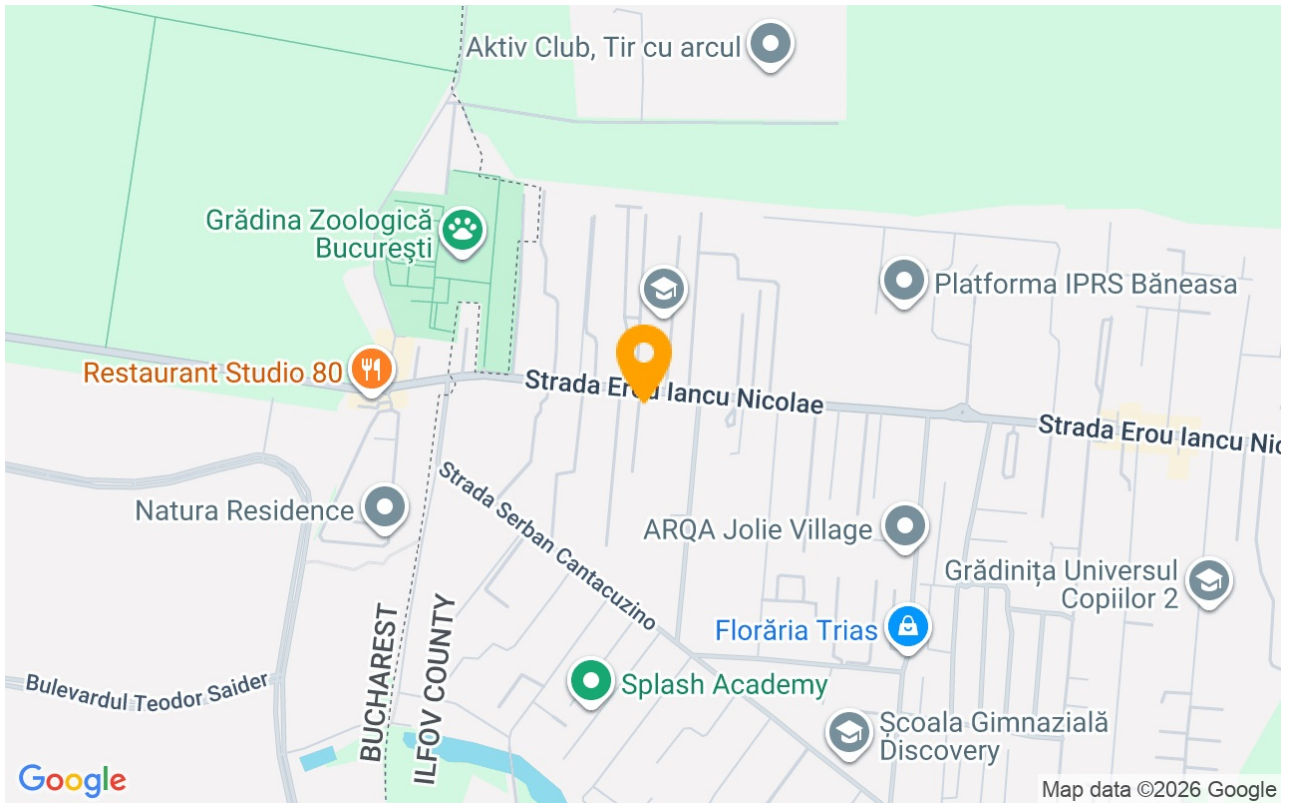 Aktiv Club, Tir cu arcul
Grădina Zoologică
Bucureşti
Platforma IPRS Băneasa
Restaurant Studio 80
Strada Erou Iancu Nicolae
Strada Erou Iancu Nic
Strada Serban Cantacuzino
Natura Residence
ARQA Jolie Village
Grădinița Universul
Copiilor 2
BUCHAREST
ILFOV COUNTY
Florăria Trias
Bulevardul Teodor Saider
Splash Academy
Școala Gimnazială
Discovery
Google
Map data ©2026 Google